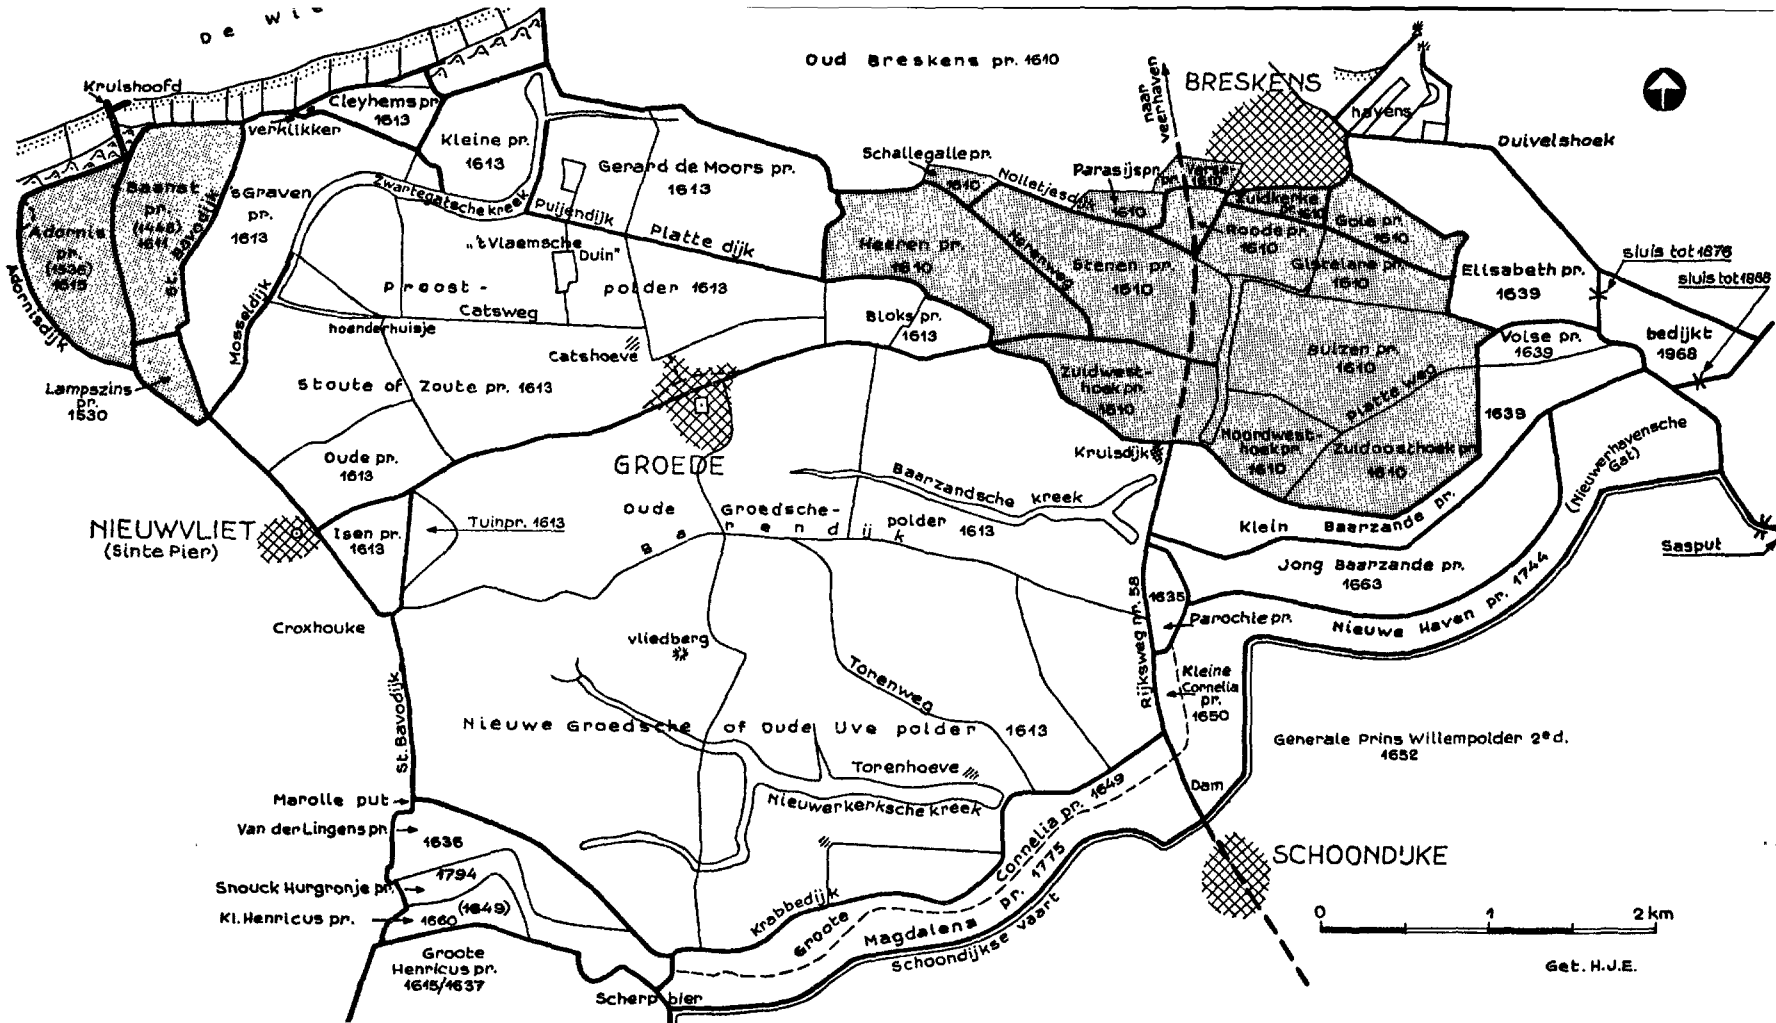 De Wi
Oud Breskens pr. 1610
naar
veerhaven
BRESKENS
havens
Duivelshoek
Kruishoofd
Cleyhems pr.
1613
verklikker
Kleine pr.
1613
Gerard de Moors pr.
1613
Schallegalle pr.
1610
Nolletjesdijk
Parasijspr.
1610
pr.
1610
Zuidkerke
1610
Baanst
pr.
(1448)
1611
St. Bavodijk
's Graven
pr.
1613
Zwartegatsche kreek
Puijendijk
Platte dijk
Adornis
pr.
(1536)
1615
Adornisdijk
Mosseldijk
"'t Vlaemsche
Duin"
Proost-
polder 1613
Catsweg
hoenderhuisje
Catshoeve
Heeren pr.
1610
Herenweg
Stenen pr.
1610
Roode pr.
1610
Gole pr.
1610
Gistelare pr.
1610
Elisabeth pr.
1639
sluis tot 1876
sluis tot 1888
Bloks pr.
1613
Volse pr.
1639
bedijkt
1968
Lampszins
pr.
1530
Stoute of Zoute pr. 1613
Zuidwest-
hoek pr.
1610
Bulzen pr.
1610
Platte weg
1639
Oude pr.
1613
GROEDE
Kruisdijk
Noordwest-
hoek pr.
1610
Zuidoosthoek pr.
1610
(Nieuwerhavensche
Gat)
NIEUWVLIET
(Sinte Pier)
Isen pr.
1613
Tuinpr. 1613
Oude Groedsche- polder 1613
Barendijk
Baarzandsche kreek
Klein Baarzande pr.
Sasput
Jong Baarzande pr.
1663
1635
Parochie pr.
Nieuwe Haven pr. 1744
Croxhouke
vliedberg
Torenweg
Rijksweg nr. 58
Kleine
Cornelia
pr.
1650
St. Bavodijk
Nieuwe Groedsche of Oude Uve polder 1613
Generale Prins Willempolder 2e d.
1652
Torenhoeve
Nieuwerkerksche kreek
Dam
Marolle put
Van der Lingens pr.
1636
Cornelia pr. 1649
SCHOONDIJKE
Snouck Hurgronje pr.
1794
Kl. Henricus pr.
1660 (1649)
Krabbedijk
Groote
Magdalena pr. 1775
Schoondijkse vaart
Groote
Henricus pr.
1615/1637
Scherpbier
0 1 2 km
Get. H.J.E.